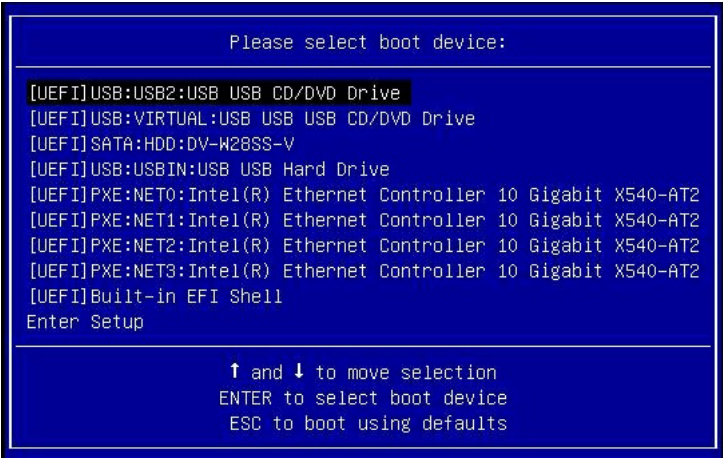 Please select boot device:
[UEFI]USB:USB2:USB USB CD/DVD Drive
[UEFI]USB:VIRTUAL:USB USB USB CD/DVD Drive
[UEFI]SATA:HDD:DV-W28SS-V
[UEFI]USB:USBIN:USB USB Hard Drive
[UEFI]PXE:NET0:Intel(R) Ethernet Controller 10 Gigabit X540-AT2
[UEFI]PXE:NET1:Intel(R) Ethernet Controller 10 Gigabit X540-AT2
[UEFI]PXE:NET2:Intel(R) Ethernet Controller 10 Gigabit X540-AT2
[UEFI]PXE:NET3:Intel(R) Ethernet Controller 10 Gigabit X540-AT2
[UEFI]Built-in EFI Shell
Enter Setup
↑ and ↓ to move selection
ENTER to select boot device
ESC to boot using defaults